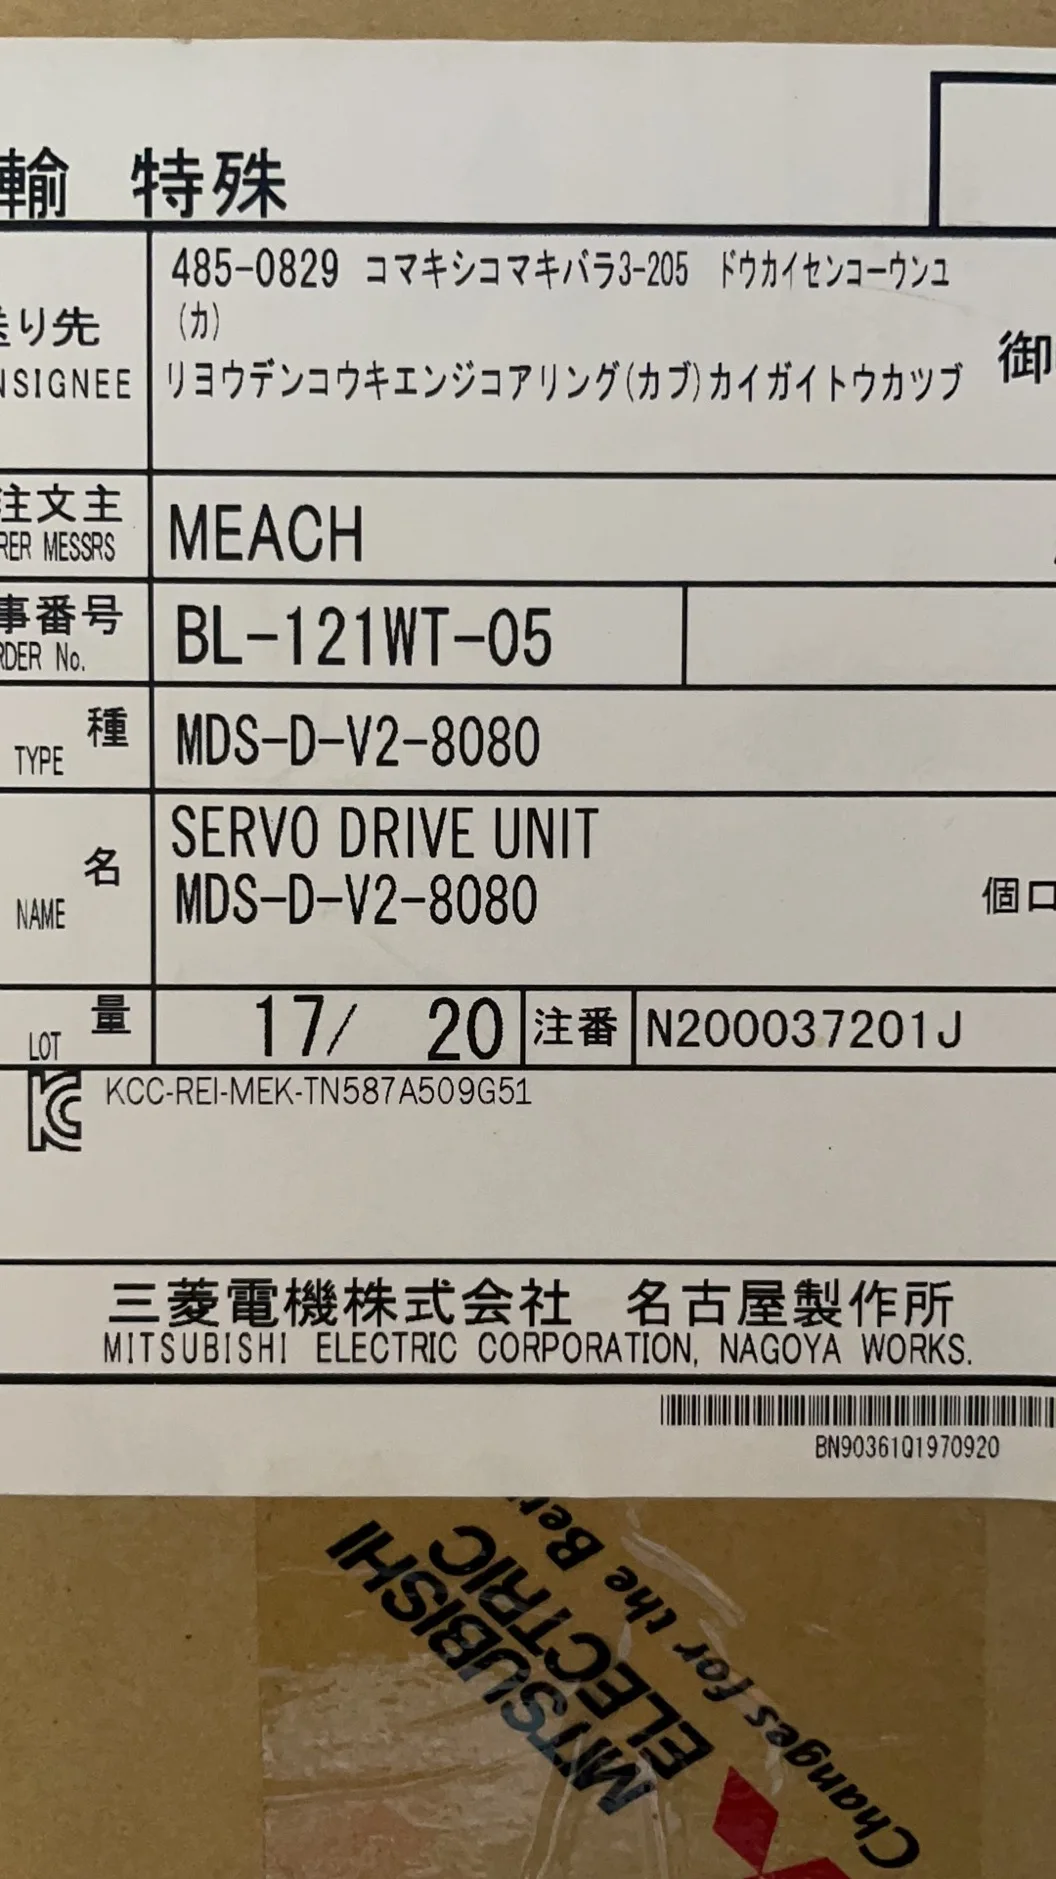 輸 特殊
485-0829 コマキシコマキバラ3-205 ドウカイセンコーウンユ
(カ)
送り先
NSIGNEE リヨウデンコウキエンジコアリング(カブ)カイガイトウカツブ 御
注文主
RER MESSRS MEACH
事番号
RDER No. BL-121WT-05
種
TYPE MDS-D-V2-8080
名
NAME SERVO DRIVE UNIT
MDS-D-V2-8080
個口
量
LOT 17/ 20 注番 N200037201J
KC KCC-REI-MEK-TN587A509G51
三菱電機株式会社 名古屋製作所
MITSUBISHI ELECTRIC CORPORATION, NAGOYA WORKS.
BN90361Q1970920
MITSUBISHI
ELECTRIC
Changes for the Bet